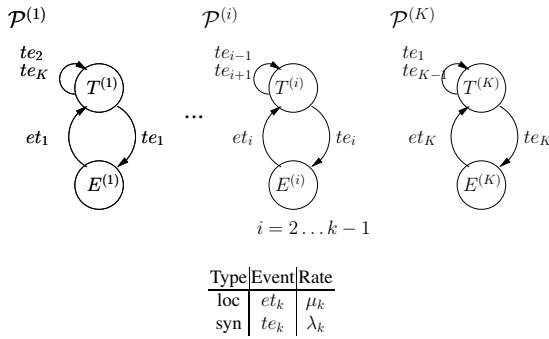 𝒫^(1) 𝒫^(i) 𝒫^(K)
te_2 te_{i−1} te_1
te_K T^(1) te_{i+1} T^(i) te_{K−1} T^(K)
...
et_1 te_1 et_i te_i et_K te_K
E^(1) E^(i) E^(K)
i = 2 … k − 1
Type Event Rate
loc et_k μ_k
syn te_k λ_k